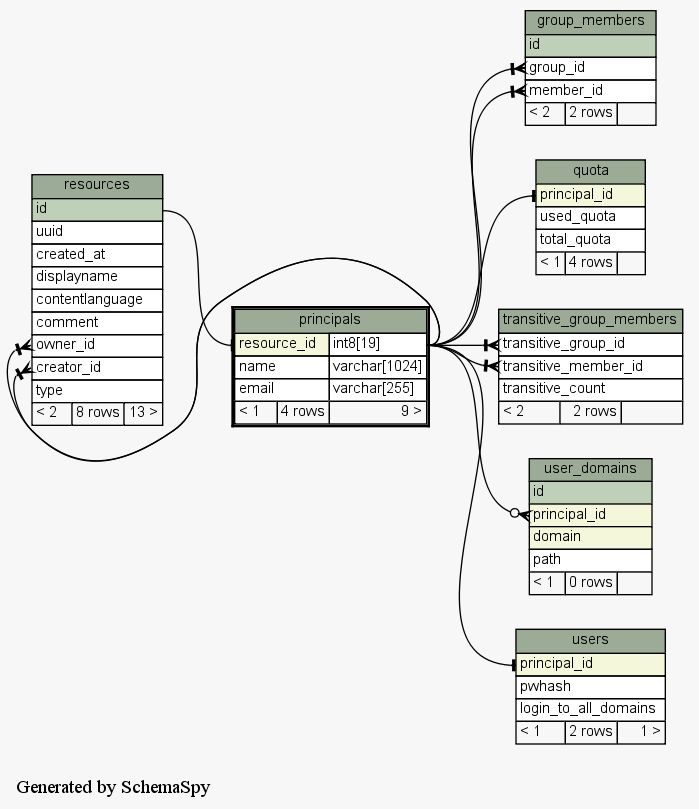 group_members
id
group_id
member_id
< 2 2 rows
quota
principal_id
used_quota
total_quota
< 1 4 rows
resources
id
uuid
created_at
displayname
contentlanguage
comment
owner_id
creator_id
type
< 2 8 rows 13 >
principals
resource_id int8[19]
name varchar[1024]
email varchar[255]
< 1 4 rows 9 >
transitive_group_members
transitive_group_id
transitive_member_id
transitive_count
< 2 2 rows
user_domains
id
principal_id
domain
path
< 1 0 rows
users
principal_id
pwhash
login_to_all_domains
< 1 2 rows 1 >
Generated by SchemaSpy